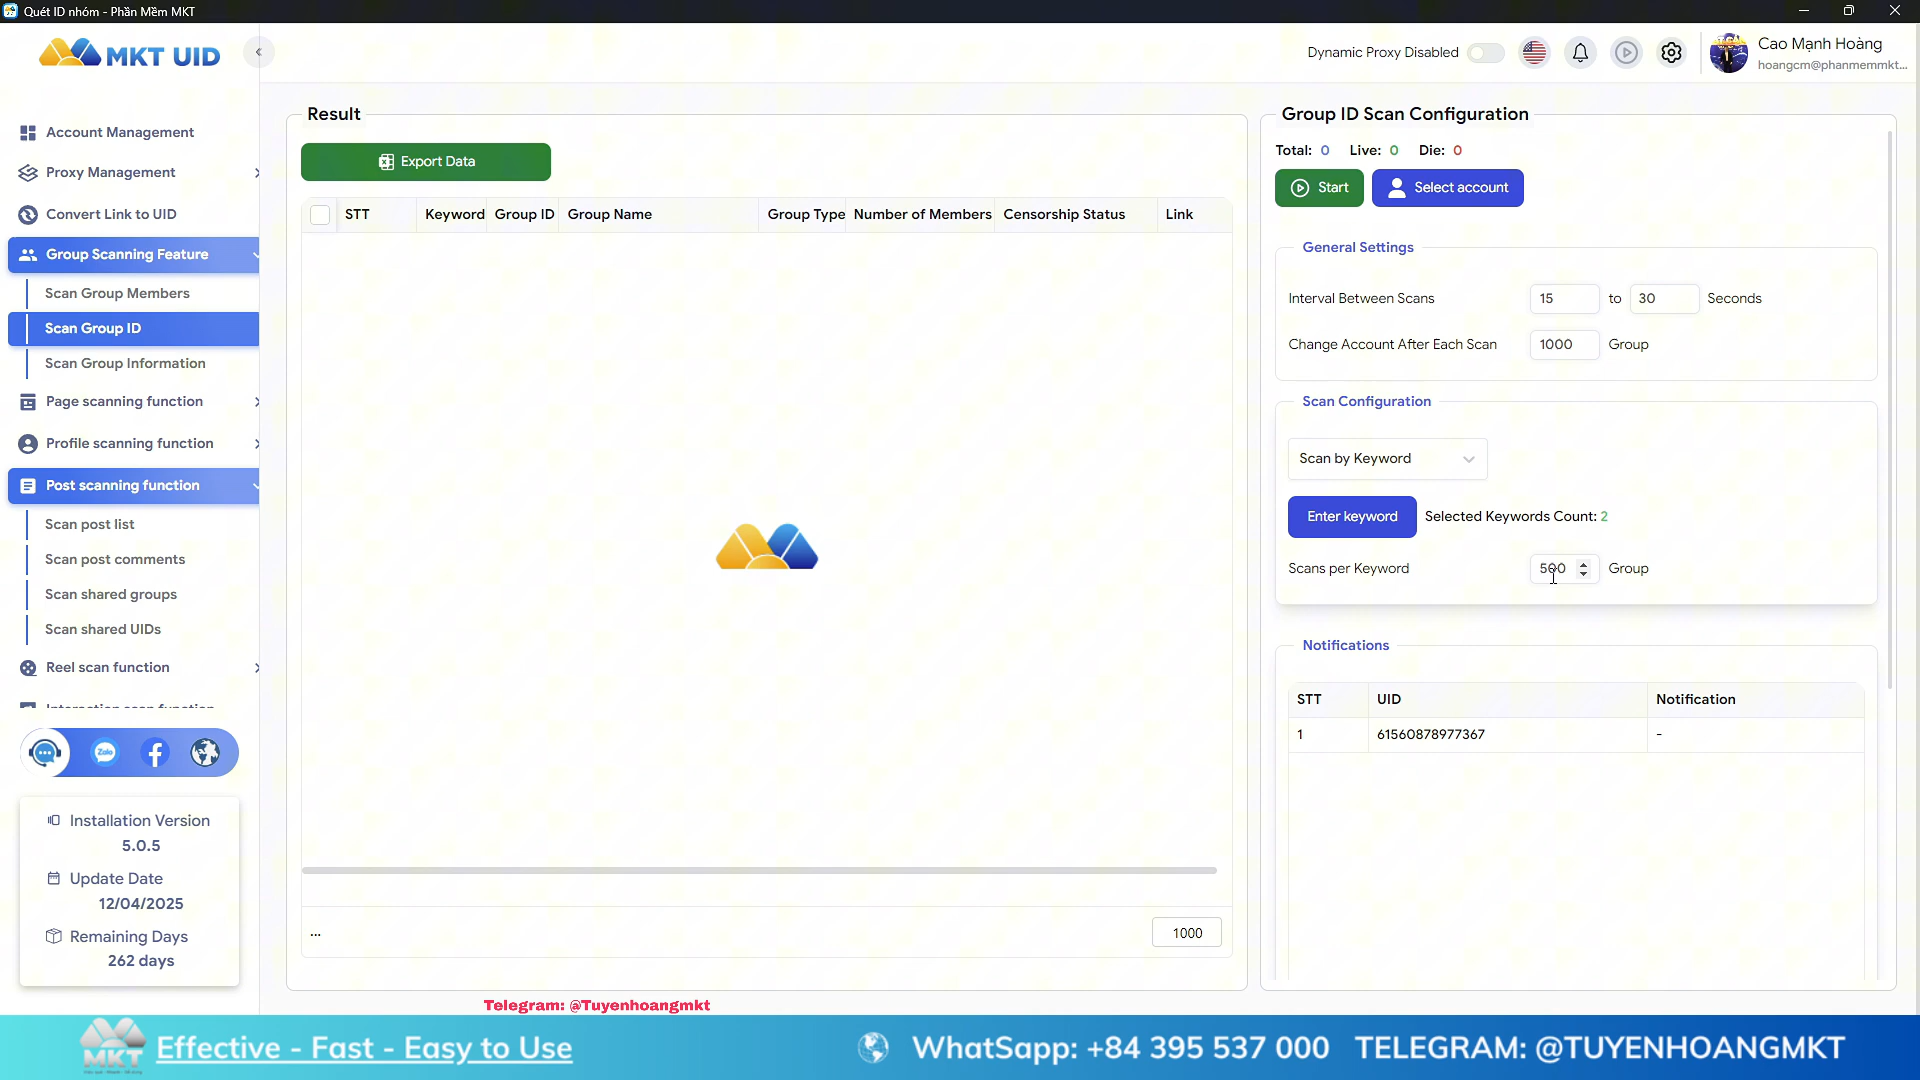 Quét ID nhóm - Phần Mềm MKT
MKT UID
Dynamic Proxy Disabled
Cao Mạnh Hoàng
hoangcm@phanmemmkt...
Account Management
Proxy Management
Convert Link to UID
Group Scanning Feature
Scan Group Members
Scan Group ID
Scan Group Information
Page scanning function
Profile scanning function
Post scanning function
Scan post list
Scan post comments
Scan shared groups
Scan shared UIDs
Reel scan function
Interaction scan function
Zalo
Installation Version
5.0.5
Update Date
12/04/2025
Remaining Days
262 days
Result
Export Data
STT Keyword Group ID Group Name Group Type Number of Members Censorship Status Link
...
1000
Group ID Scan Configuration
Total: 0 Live: 0 Die: 0
Start
Select account
General Settings
Interval Between Scans 15 to 30 Seconds
Change Account After Each Scan 1000 Group
Scan Configuration
Scan by Keyword
Enter keyword Selected Keywords Count: 2
Scans per Keyword 500 Group
Notifications
STT UID Notification
1 61560878977367 -
Telegram: @Tuyenhoangmkt
MKT
Effective - Fast - Easy to Use
WhatSapp: +84 395 537 000 TELEGRAM: @TUYENHOANGMKT